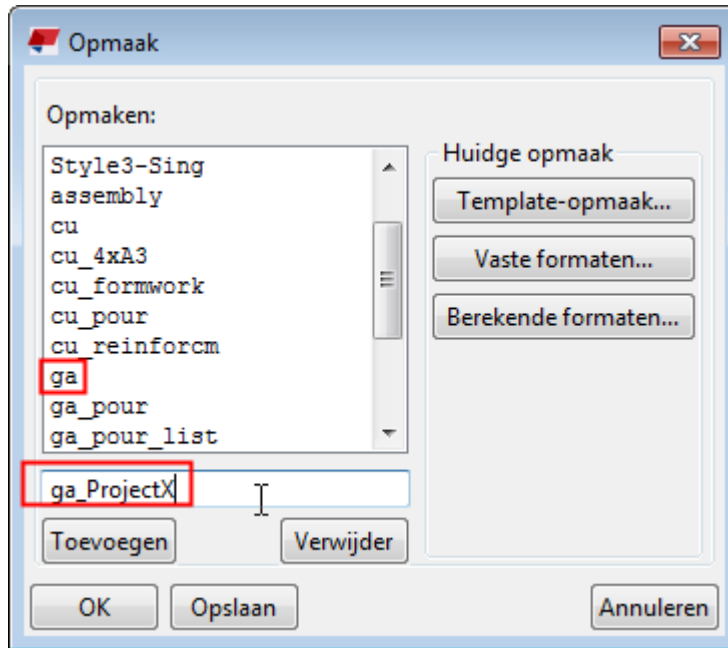 Opmaak
Opmaken:
Style3-Sing
assembly
cu
cu_4xA3
cu_formwork
cu_pour
cu_reinforcm
ga
ga_pour
ga_pour_list
ga_ProjectX
Toevoegen Verwijder
Huidge opmaak
Template-opmaak...
Vaste formaten...
Berekende formaten...
OK Opslaan Annuleren